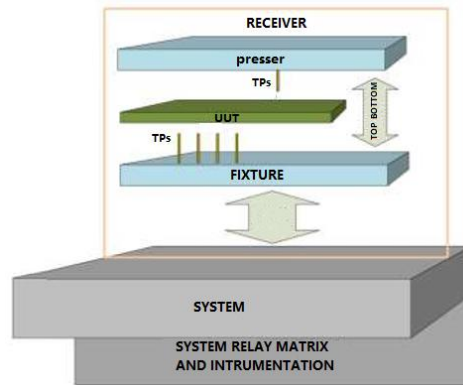 RECEIVER
presser
TPs
UUT
TOP BOTTOM
TPs
FIXTURE
SYSTEM
SYSTEM RELAY MATRIX
AND INTRUMENTATION